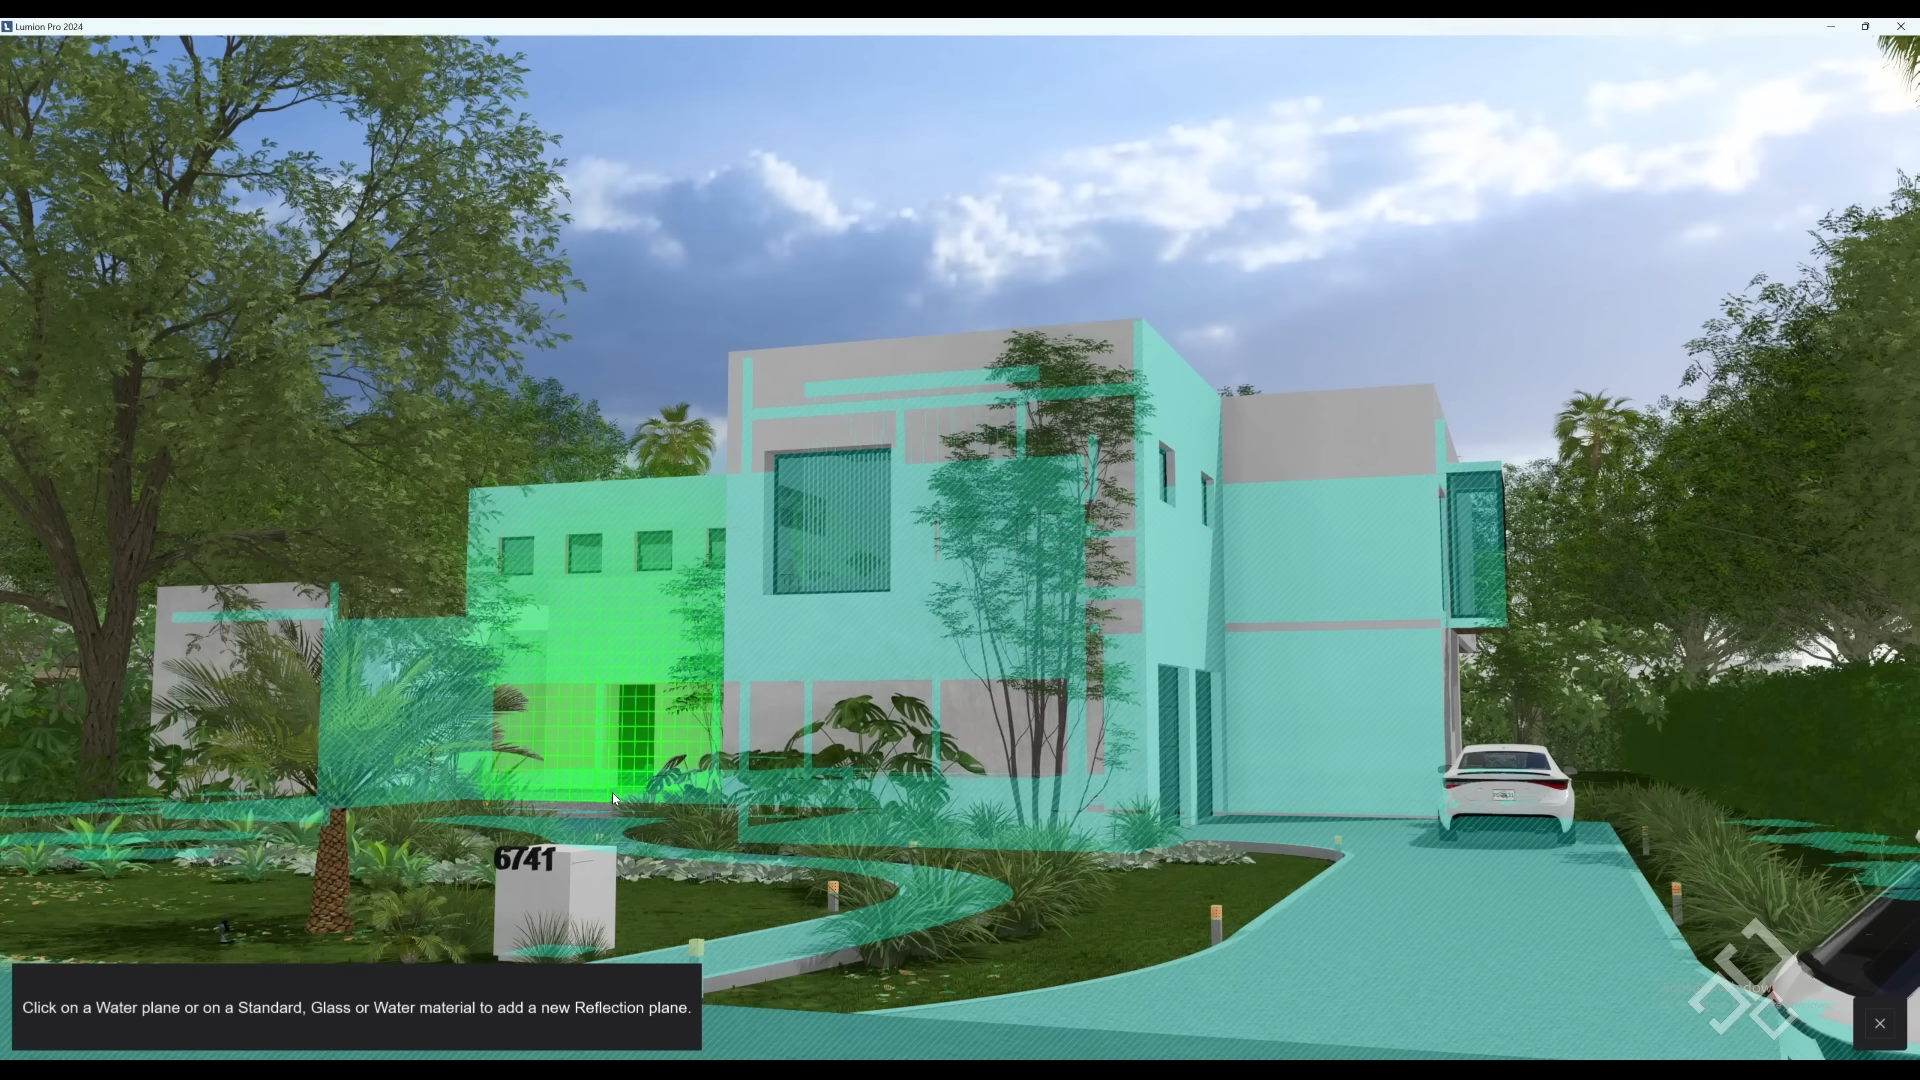 Lumion Pro 2024
6741
Click on a Water plane or on a Standard, Glass or Water material to add a new Reflection plane.